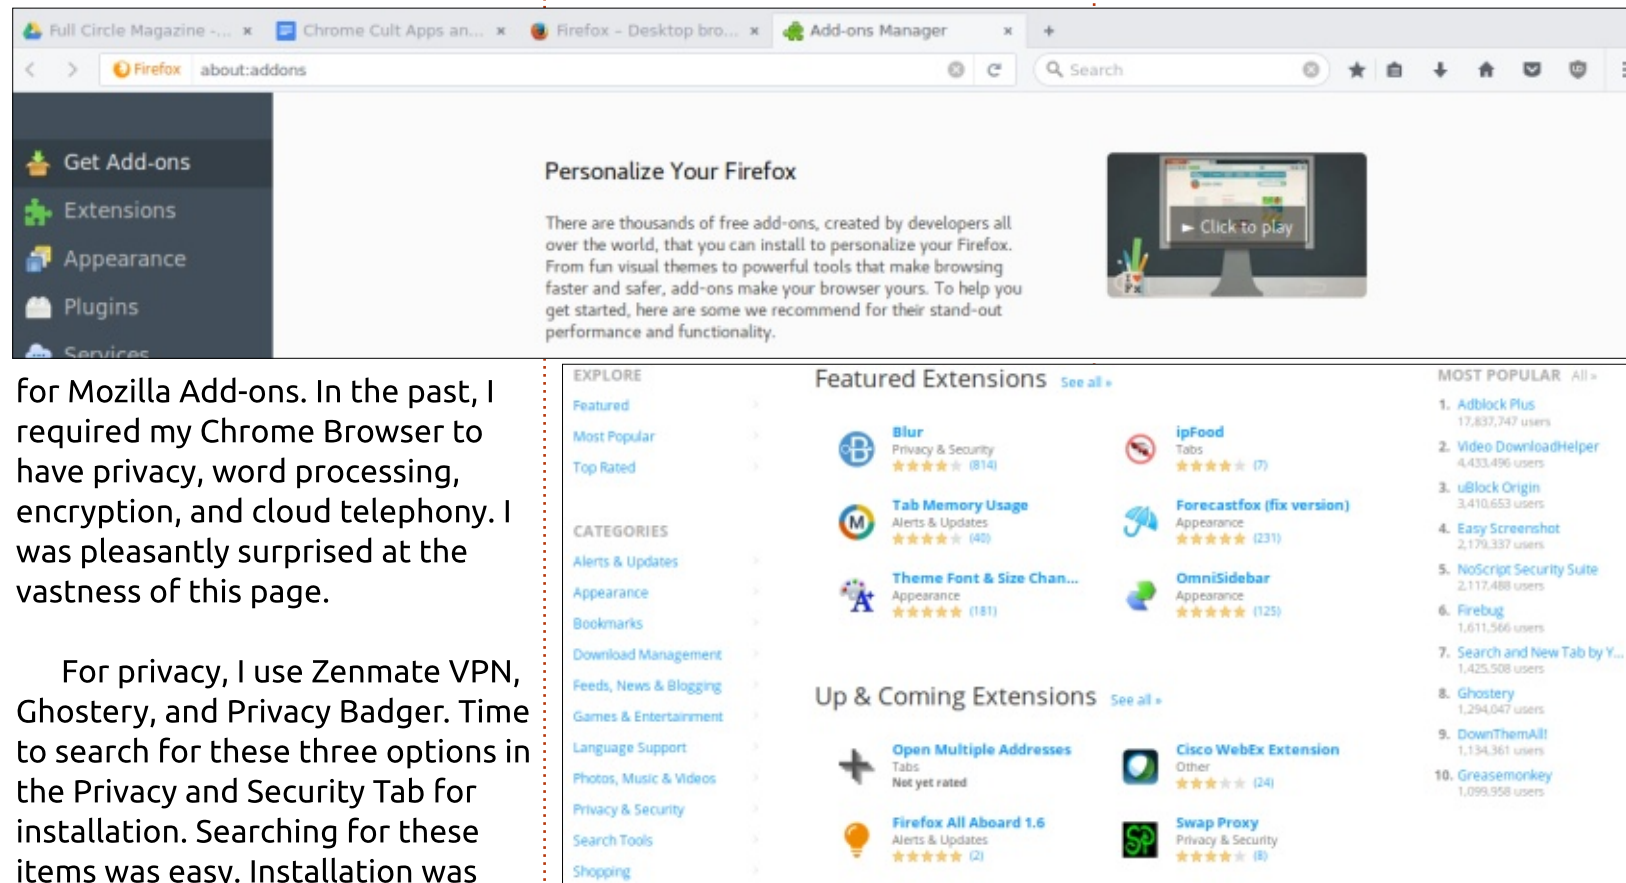 Full Circle Magazine -...
Chrome Cult Apps an...
Firefox – Desktop bro...
Add-ons Manager
Firefox about:addons
Search
Get Add-ons
Extensions
Appearance
Plugins
Services
Personalize Your Firefox
There are thousands of free add-ons, created by developers all
over the world, that you can install to personalize your Firefox.
From fun visual themes to powerful tools that make browsing
faster and safer, add-ons make your browser yours. To help you
get started, here are some we recommend for their stand-out
performance and functionality.
► Click to play
for Mozilla Add-ons. In the past, I
required my Chrome Browser to
have privacy, word processing,
encryption, and cloud telephony. I
was pleasantly surprised at the
vastness of this page.
For privacy, I use Zenmate VPN,
Ghostery, and Privacy Badger. Time
to search for these three options in
the Privacy and Security Tab for
installation. Searching for these
items was easy. Installation was
EXPLORE
Featured
Most Popular
Top Rated
CATEGORIES
Alerts & Updates
Appearance
Bookmarks
Download Management
Feeds, News & Blogging
Games & Entertainment
Language Support
Photos, Music & Videos
Privacy & Security
Search Tools
Shopping
Featured Extensions See all »
Blur
Privacy & Security
(814)
ipFood
Tabs
(7)
Tab Memory Usage
Alerts & Updates
(40)
Forecastfox (fix version)
Appearance
(231)
Theme Font & Size Chan...
Appearance
(181)
OmniSidebar
Appearance
(125)
Up & Coming Extensions See all »
Open Multiple Addresses
Tabs
Not yet rated
Cisco WebEx Extension
Other
(24)
Firefox All Aboard 1.6
Alerts & Updates
(2)
Swap Proxy
Privacy & Security
(8)
MOST POPULAR All »
1. Adblock Plus
17,837,747 users
2. Video DownloadHelper
4,433,496 users
3. uBlock Origin
3,410,653 users
4. Easy Screenshot
2,179,337 users
5. NoScript Security Suite
2,117,488 users
6. Firebug
1,611,566 users
7. Search and New Tab by Y...
1,425,508 users
8. Ghostery
1,294,047 users
9. DownThemAll!
1,134,361 users
10. Greasemonkey
1,099,958 users